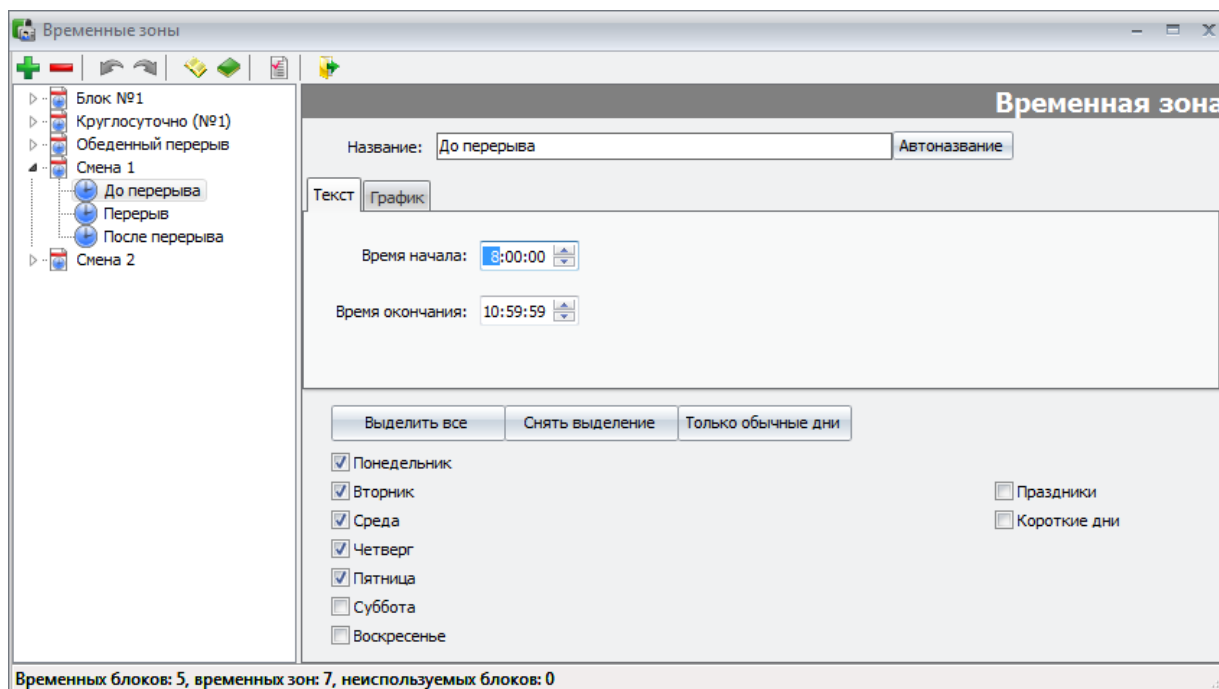 Временные зоны
Блок №1
Круглосуточно (№1)
Обеденный перерыв
Смена 1
До перерыва
Перерыв
После перерыва
Смена 2
Временная зона
Название: До перерыва Автоназвание
Текст График
Время начала: 8:00:00
Время окончания: 10:59:59
Выделить все Снять выделение Только обычные дни
Понедельник
Вторник Праздники
Среда Короткие дни
Четверг
Пятница
Суббота
Воскресенье
Временных блоков: 5, временных зон: 7, неиспользуемых блоков: 0